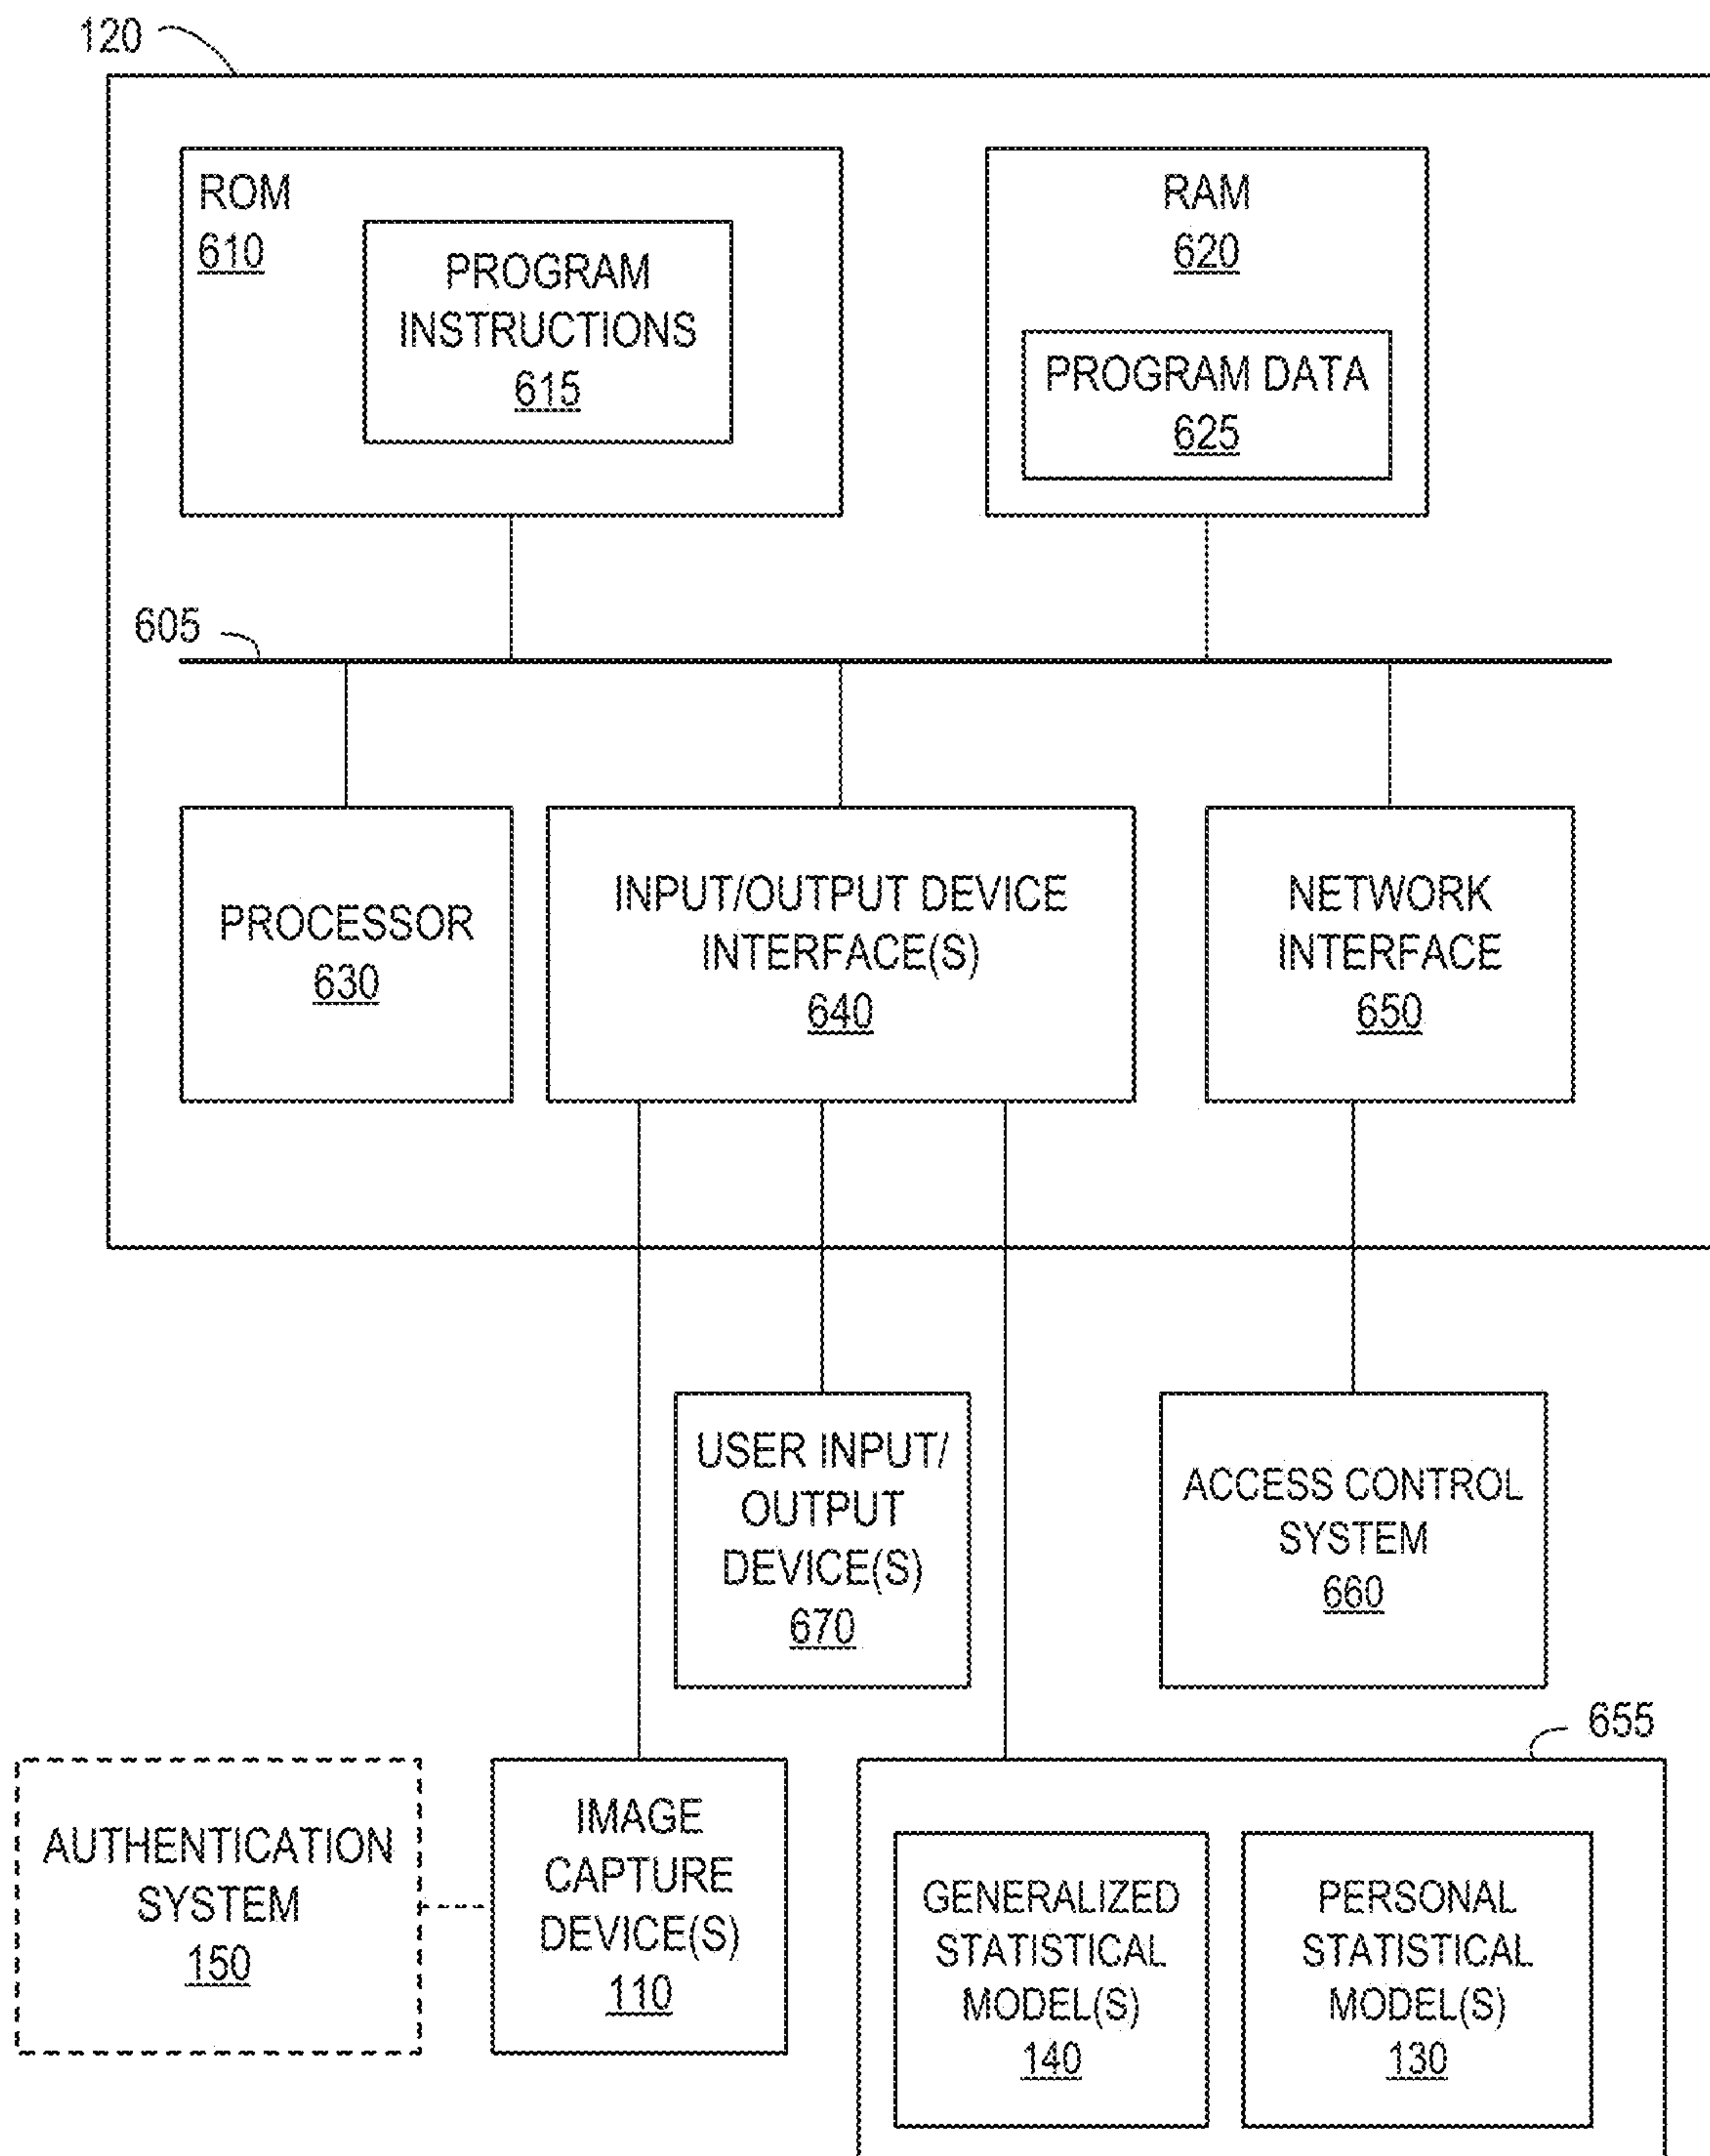 120
ROM
610
PROGRAM
INSTRUCTIONS
615
RAM
620
PROGRAM DATA
625
605
PROCESSOR
630
INPUT/OUTPUT DEVICE
INTERFACE(S)
640
NETWORK
INTERFACE
650
USER INPUT/
OUTPUT
DEVICE(S)
670
ACCESS CONTROL
SYSTEM
660
655
AUTHENTICATION
SYSTEM
150
IMAGE
CAPTURE
DEVICE(S)
110
GENERALIZED
STATISTICAL
MODEL(S)
140
PERSONAL
STATISTICAL
MODEL(S)
130